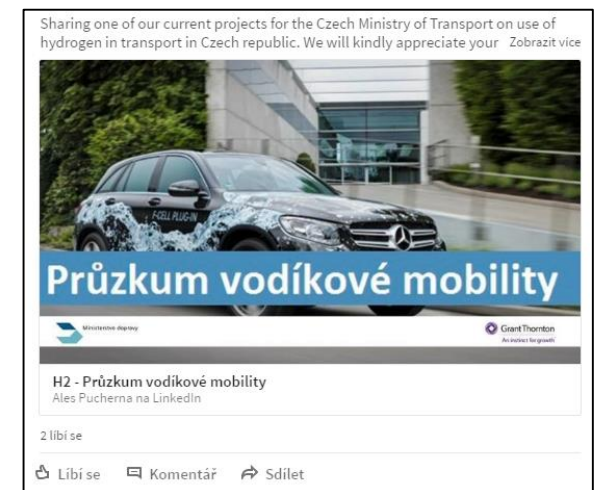 Sharing one of our current projects for the Czech Ministry of Transport on use of
hydrogen in transport in Czech republic. We will kindly appreciate your Zobrazit více
F-CELL PLUG-IN
Průzkum vodíkové mobility
Ministerstvo dopravy
Grant Thornton
An instinct for growth
H2 - Průzkum vodíkové mobility
Ales Pucherna na LinkedIn
2 líbí se
Líbí se Komentář Sdílet